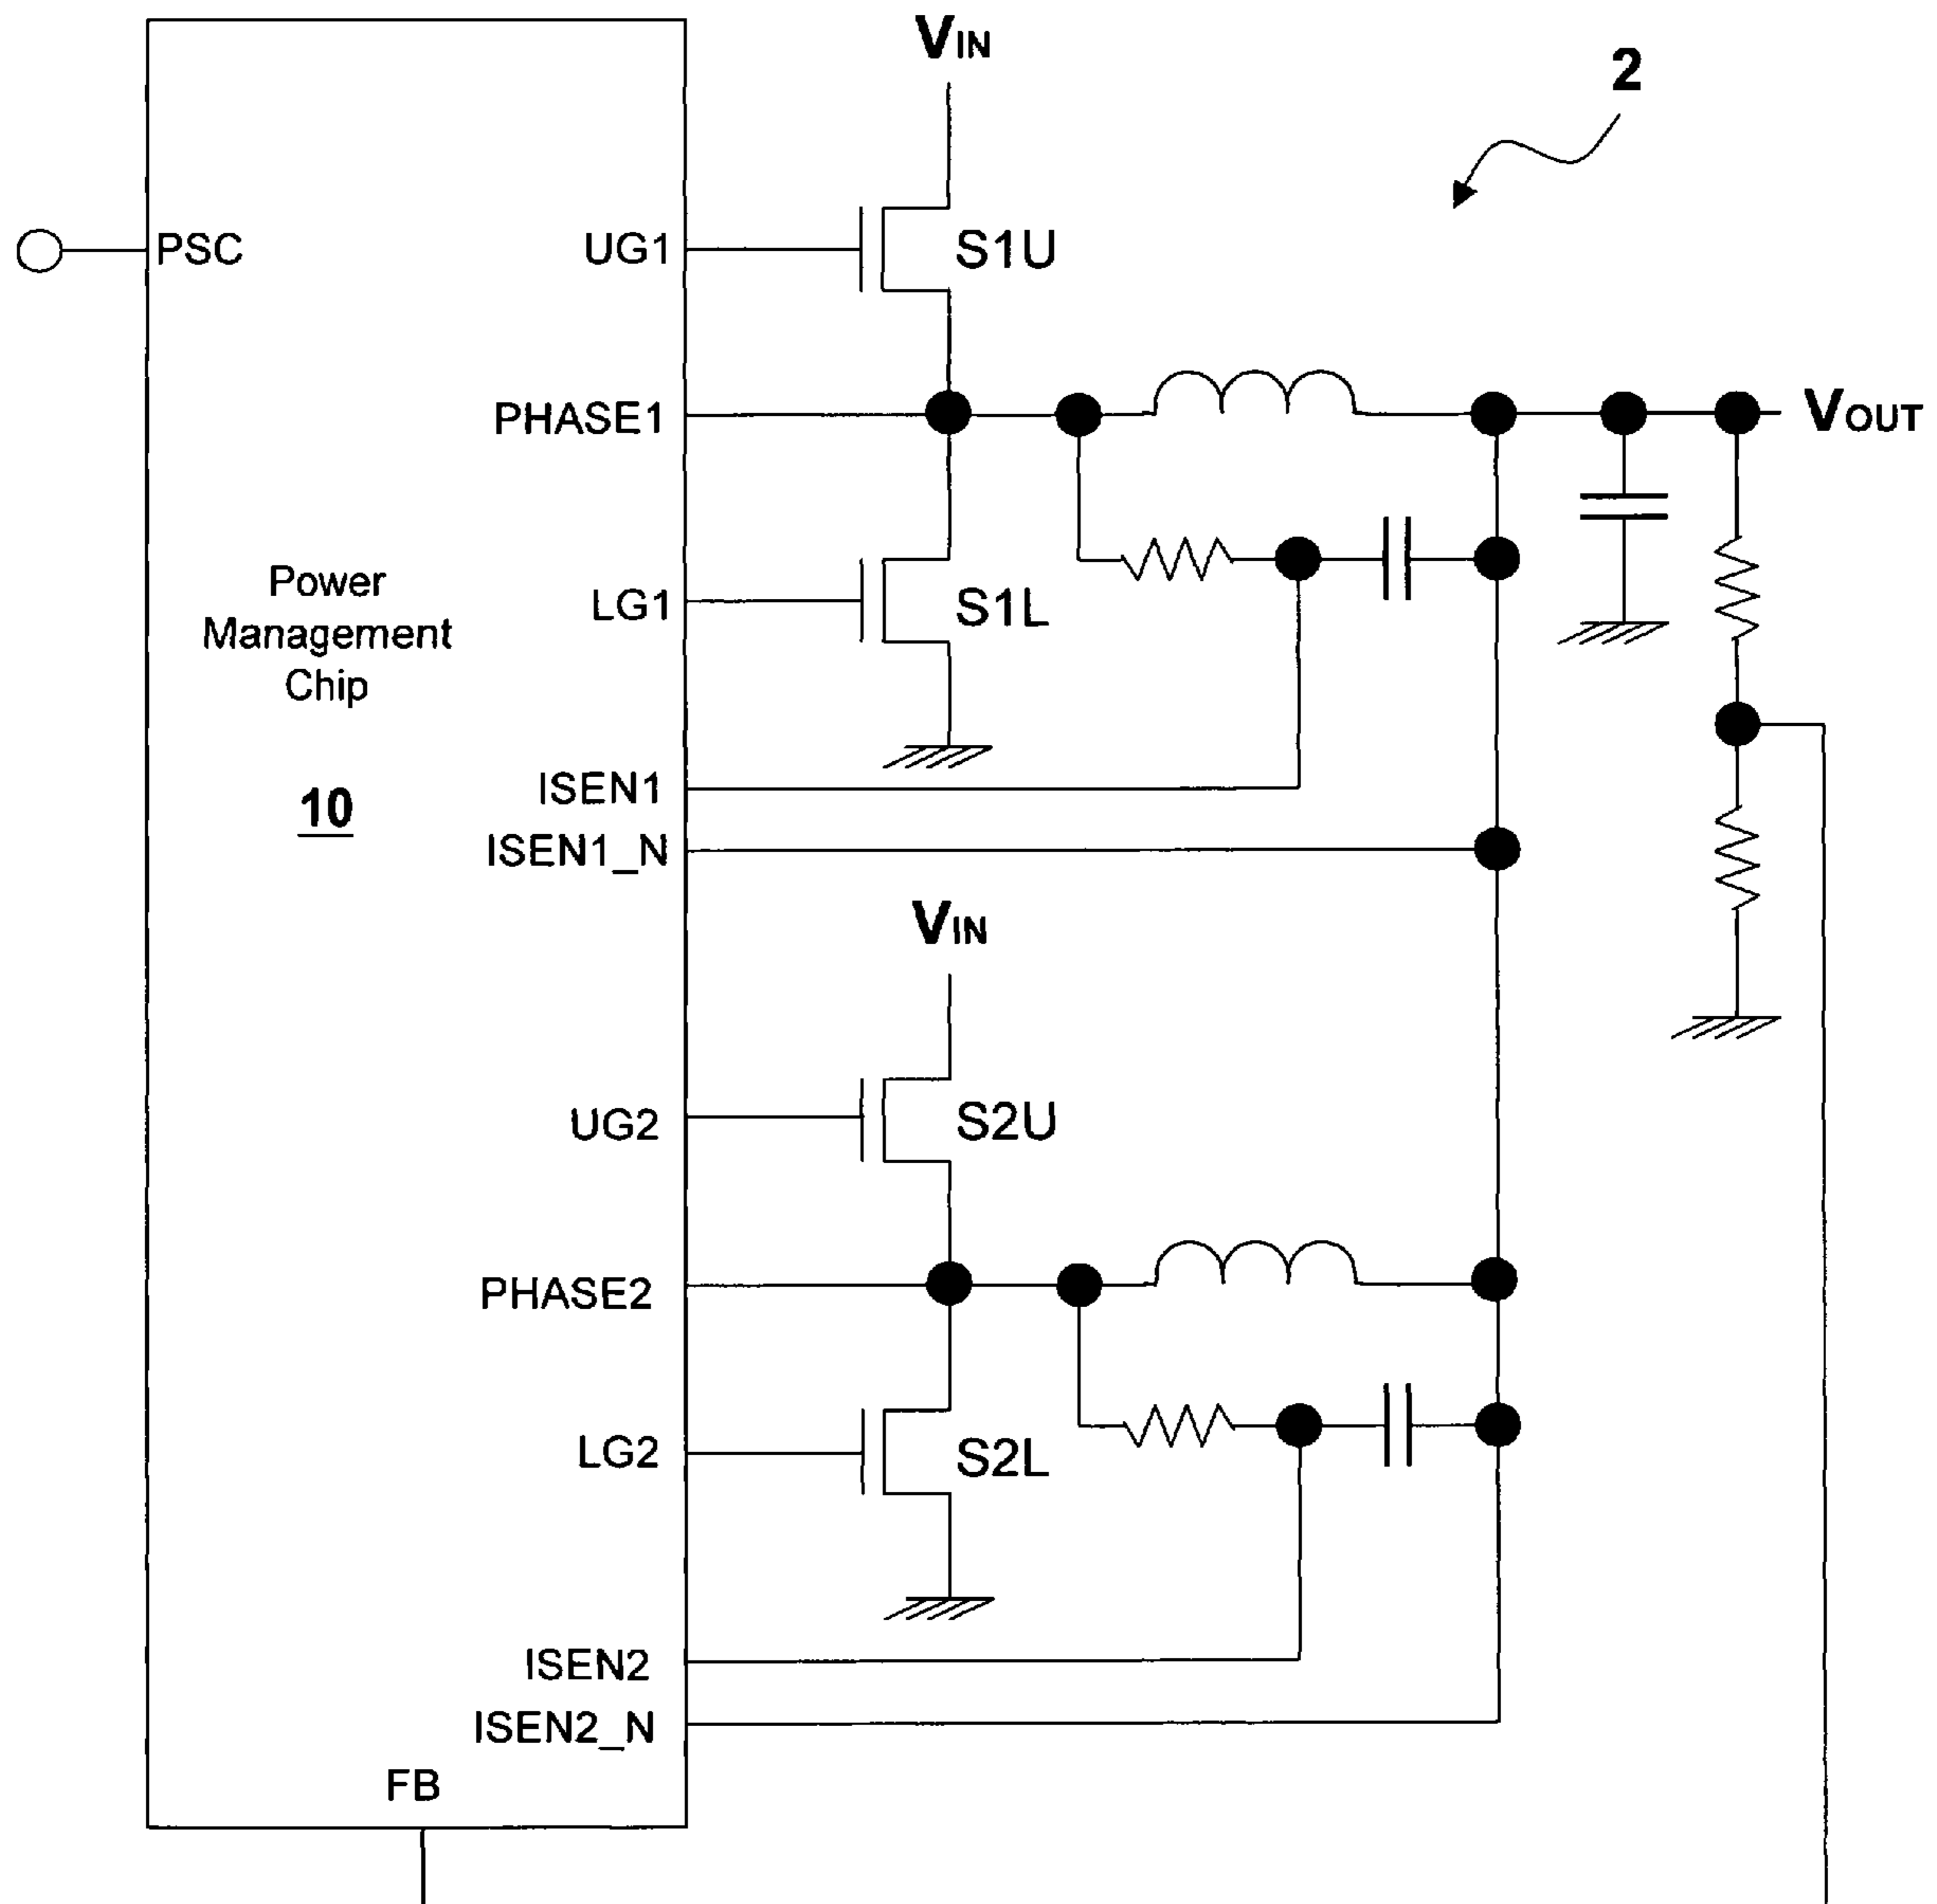 VIN
2
PSC
UG1
S1U
PHASE1
VOUT
Power
Management
Chip
LG1
S1L
10
ISEN1
ISEN1_N
VIN
UG2
S2U
PHASE2
LG2
S2L
ISEN2
ISEN2_N
FB